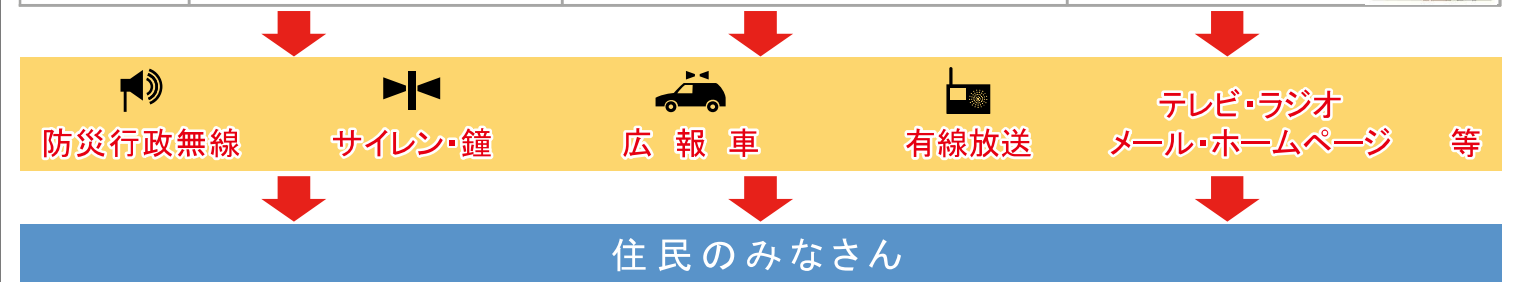 防災行政無線
サイレン・鐘
広報車
有線放送
テレビ・ラジオ
メール・ホームページ 等
住民のみなさん